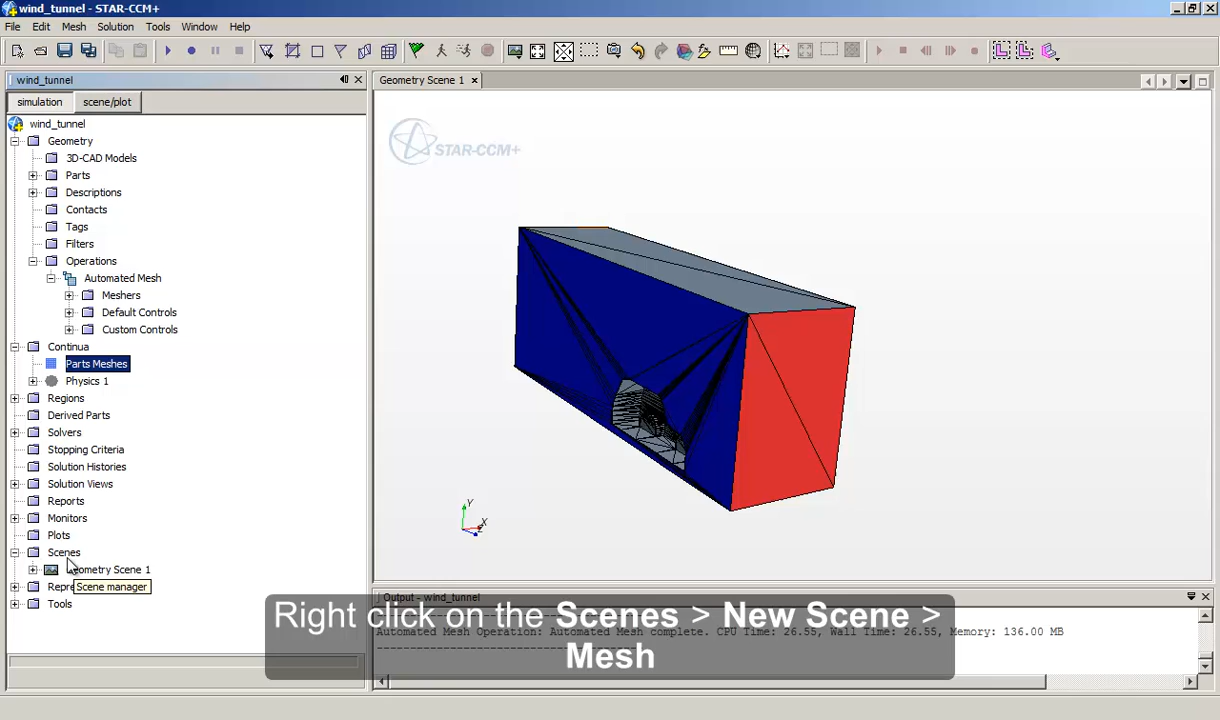 wind_tunnel - STAR-CCM+
File Edit Mesh Solution Tools Window Help
wind_tunnel
simulation scene/plot
wind_tunnel
Geometry
3D-CAD Models
Parts
Descriptions
Contacts
Tags
Filters
Operations
Automated Mesh
Meshers
Default Controls
Custom Controls
Continua
Parts Meshes
Physics 1
Regions
Derived Parts
Solvers
Stopping Criteria
Solution Histories
Solution Views
Reports
Monitors
Plots
Scenes
Geometry Scene 1
Scene manager
Tools
Geometry Scene 1
STAR-CCM+
Y
X
Output - wind_tunnel
Automated Mesh Operation: Automated Mesh complete. CPU Time: 26.55, Wall Time: 26.55, Memory: 136.00 MB
Right click on the Scenes > New Scene >
Mesh